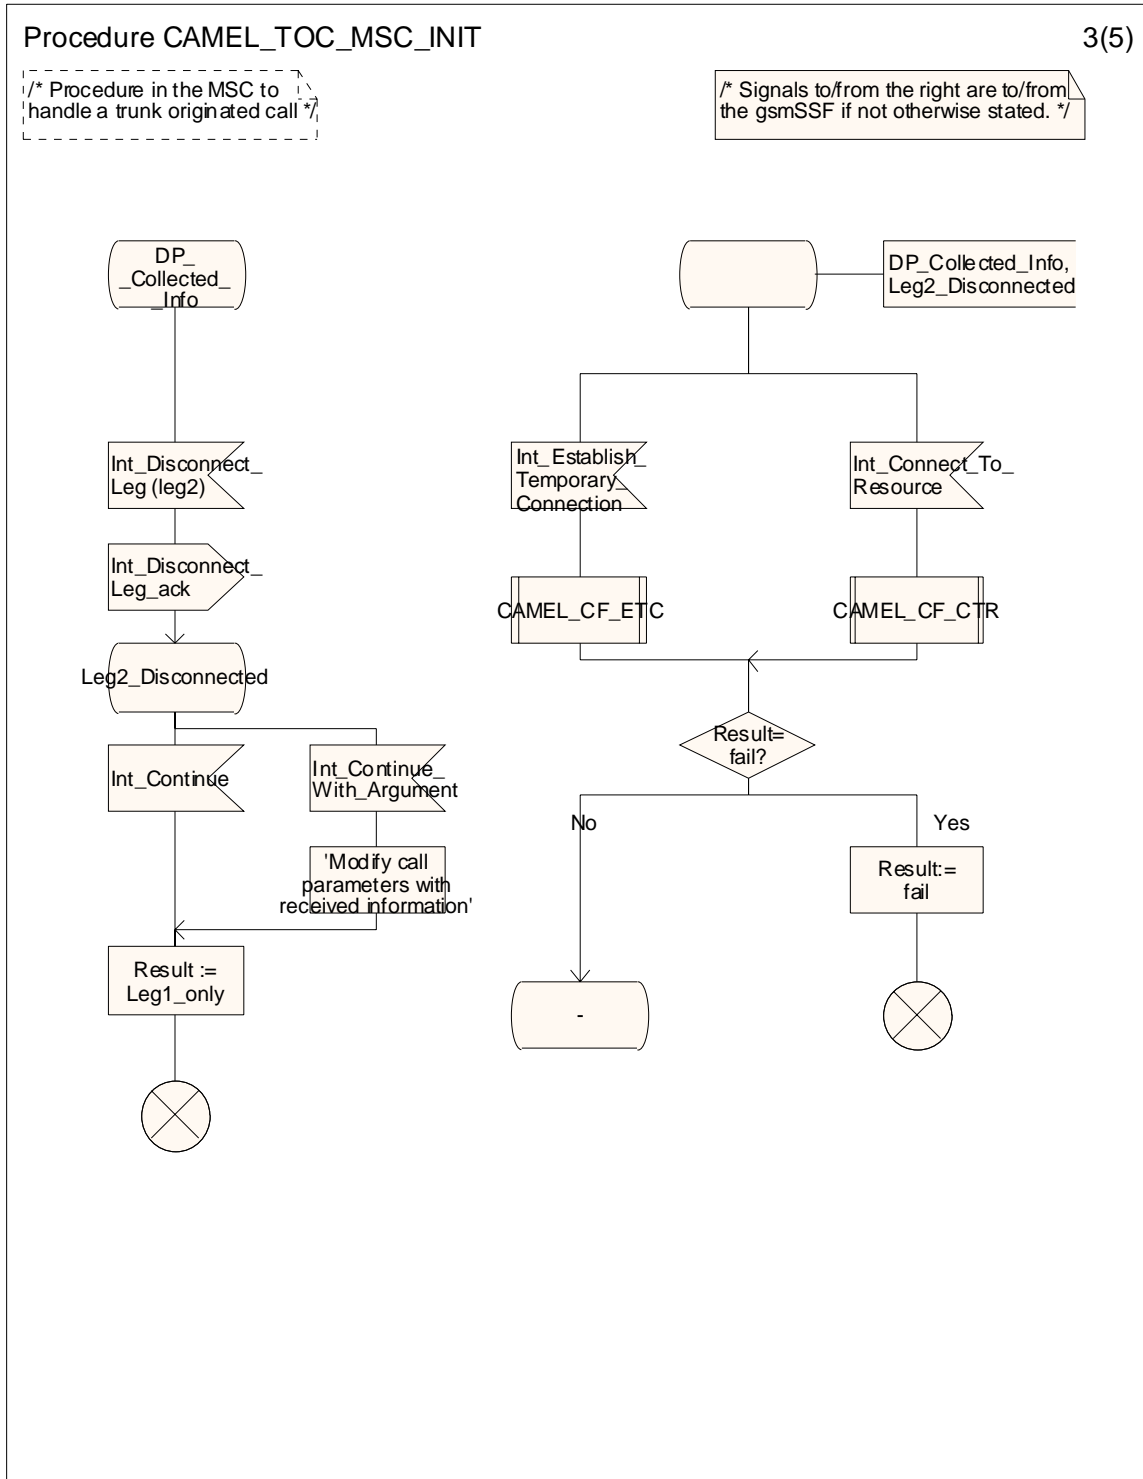 Procedure CAMEL_TOC_MSC_INIT
3(5)
/* Procedure in the MSC to
handle a trunk originated call */
/* Signals to/from the right are to/from
the gsmSSF if not otherwise stated. */
DP_
_Collected_
_Info
DP_Collected_Info,
Leg2_Disconnected
Int_Disconnect_
Leg (leg2)
Int_Establish_
Temporary_
Connection
Int_Connect_To_
Resource
Int_Disconnect_
Leg_ack
CAMEL_CF_ETC
CAMEL_CF_CTR
Leg2_Disconnected
Int_Continue
Int_Continue_
With_Argument
Result=
fail?
No
Yes
'Modify call
parameters with
received information'
Result:=
fail
Result :=
Leg1_only
-